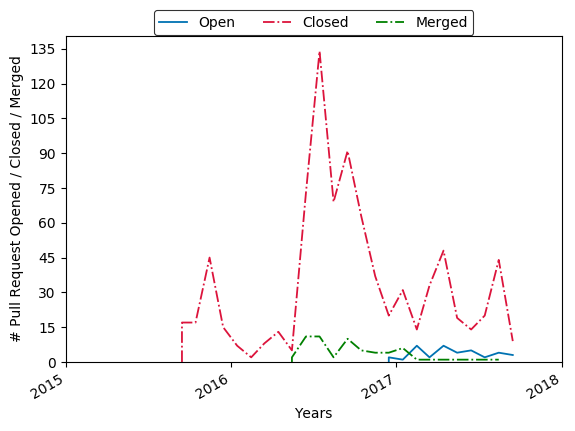 Open Closed Merged
# Pull Request Opened / Closed / Merged
135
120
105
90
75
60
45
30
15
0
2015 2016 2017 2018
Years